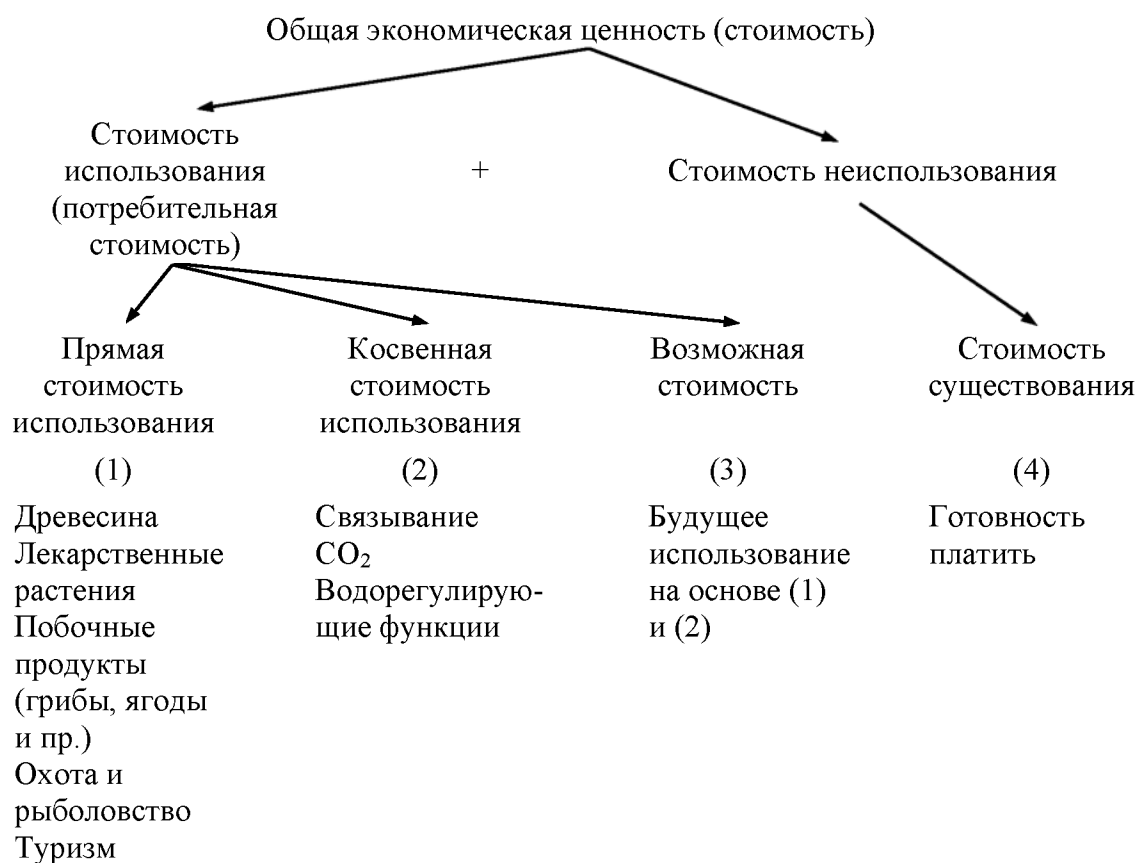 Общая экономическая ценность (стоимость)
Стоимость
использования
(потребительная
стоимость)
+
Стоимость неиспользования
Прямая
стоимость
использования
(1)
Древесина
Лекарственные
растения
Побочные
продукты
(грибы, ягоды
и пр.)
Охота и
рыболовство
Туризм
Косвенная
стоимость
использования
(2)
Связывание
CO₂
Водорегулирую-
щие функции
Возможная
стоимость
(3)
Будущее
использование
на основе (1)
и (2)
Стоимость
существования
(4)
Готовность
платить